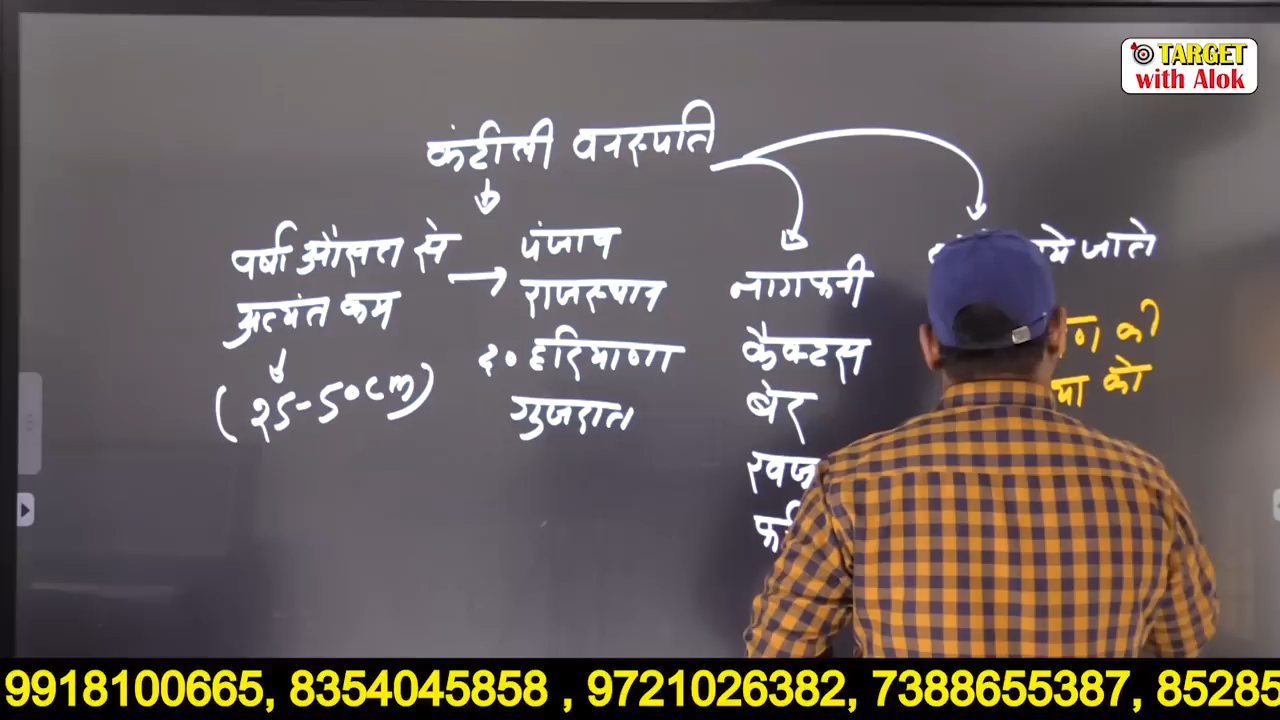 TARGET
with Alok
कंटीली वनस्पति
वर्षा औसत से
अत्यंत कम
(25-50cm)
पंजाब
राजस्थान
द० हरियाणा
गुजरात
नागफनी
कैक्टस
बेर
जाते
की
को
9918100665, 8354045858 , 9721026382, 7388655387, 85285